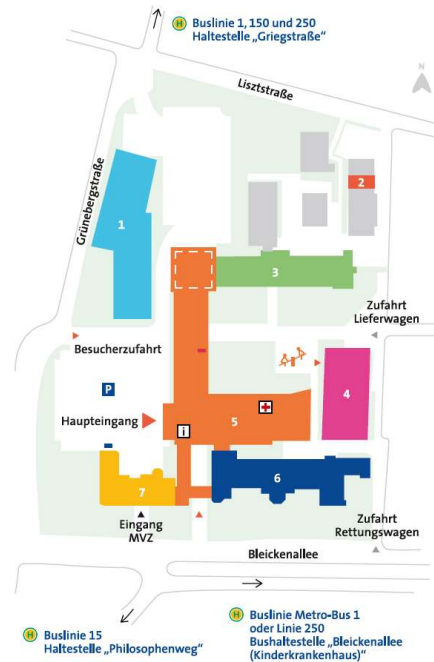 H Buslinie 1, 150 und 250
Haltestelle „Griegstraße“
Lisztstraße
N
Grünebergstraße
1
2
3
Zufahrt
Lieferwagen
Besucherzufahrt
P
4
Haupteingang
i
5
6
7
Eingang
MVZ
Zufahrt
Rettungswagen
Bleickenallee
H Buslinie 15
Haltestelle „Philosophenweg“
H Buslinie Metro-Bus 1
oder Linie 250
Bushaltestelle „Bleickenallee
(Kinderkrankenhaus)“